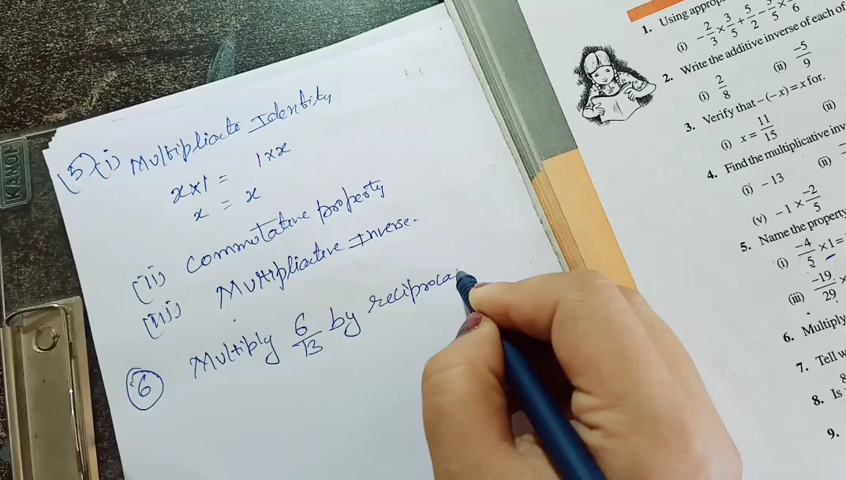 (5)(i) Multiplicate Identity
x×1 = 1×x
x = x
(ii) Commutative property
(iii) Multipliactive Inverse.
(6) Multiply 6/13 by reciproca
KANGA
1. Using approp
(i) -2/3 × 3/5 + 5/2 - 3/5 × 1/6
2. Write the additive inverse of each of
(i) 2/8 (ii) -5/9
3. Verify that – (– x) = x for.
(i) x = 11/15 (ii)
4. Find the multiplicative inv
(i) – 13 (ii)
(v) – 1 × -2/5
5. Name the property
(i) -4/5 × 1 =
(iii) -19/29 ×
6. Multiply
7. Tell w
8. Is 8
9.